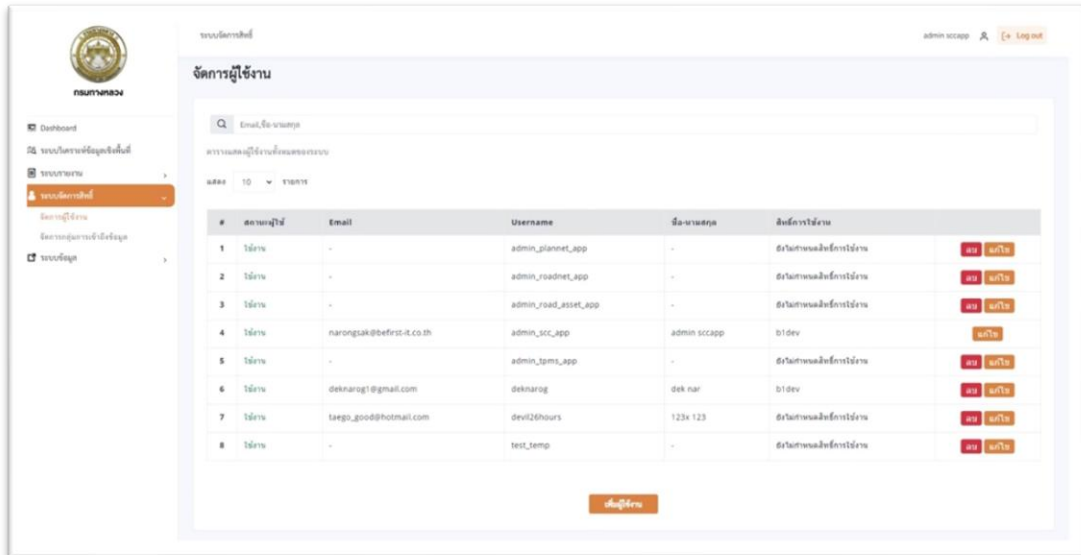 กรมทางหลวง
Dashboard
ระบบวิเคราะห์ข้อมูลเชิงพื้นที่
ระบบรายงาน
ระบบจัดการสิทธิ์
จัดการผู้ใช้งาน
จัดการกลุ่มการเข้าถึงข้อมูล
ระบบข้อมูล
ระบบจัดการสิทธิ์
admin sccapp Log out
จัดการผู้ใช้งาน
Email,ชื่อ-นามสกุล
ตารางแสดงผู้ใช้งานทั้งหมดของระบบ
แสดง 10 รายการ
# สถานะผู้ใช้ Email Username ชื่อ-นามสกุล สิทธิ์การใช้งาน
1 ใช้งาน - admin_plannet_app - ยังไม่กำหนดสิทธิ์การใช้งาน ลบ แก้ไข
2 ใช้งาน - admin_roadnet_app - ยังไม่กำหนดสิทธิ์การใช้งาน ลบ แก้ไข
3 ใช้งาน - admin_road_asset_app - ยังไม่กำหนดสิทธิ์การใช้งาน ลบ แก้ไข
4 ใช้งาน narongsak@befirst-it.co.th admin_scc_app admin sccapp b1dev แก้ไข
5 ใช้งาน - admin_tpms_app - ยังไม่กำหนดสิทธิ์การใช้งาน ลบ แก้ไข
6 ใช้งาน deknarog1@gmail.com deknarog dek nar b1dev ลบ แก้ไข
7 ใช้งาน taego_good@hotmail.com devil26hours 123x 123 ยังไม่กำหนดสิทธิ์การใช้งาน ลบ แก้ไข
8 ใช้งาน - test_temp - ยังไม่กำหนดสิทธิ์การใช้งาน ลบ แก้ไข
เพิ่มผู้ใช้งาน